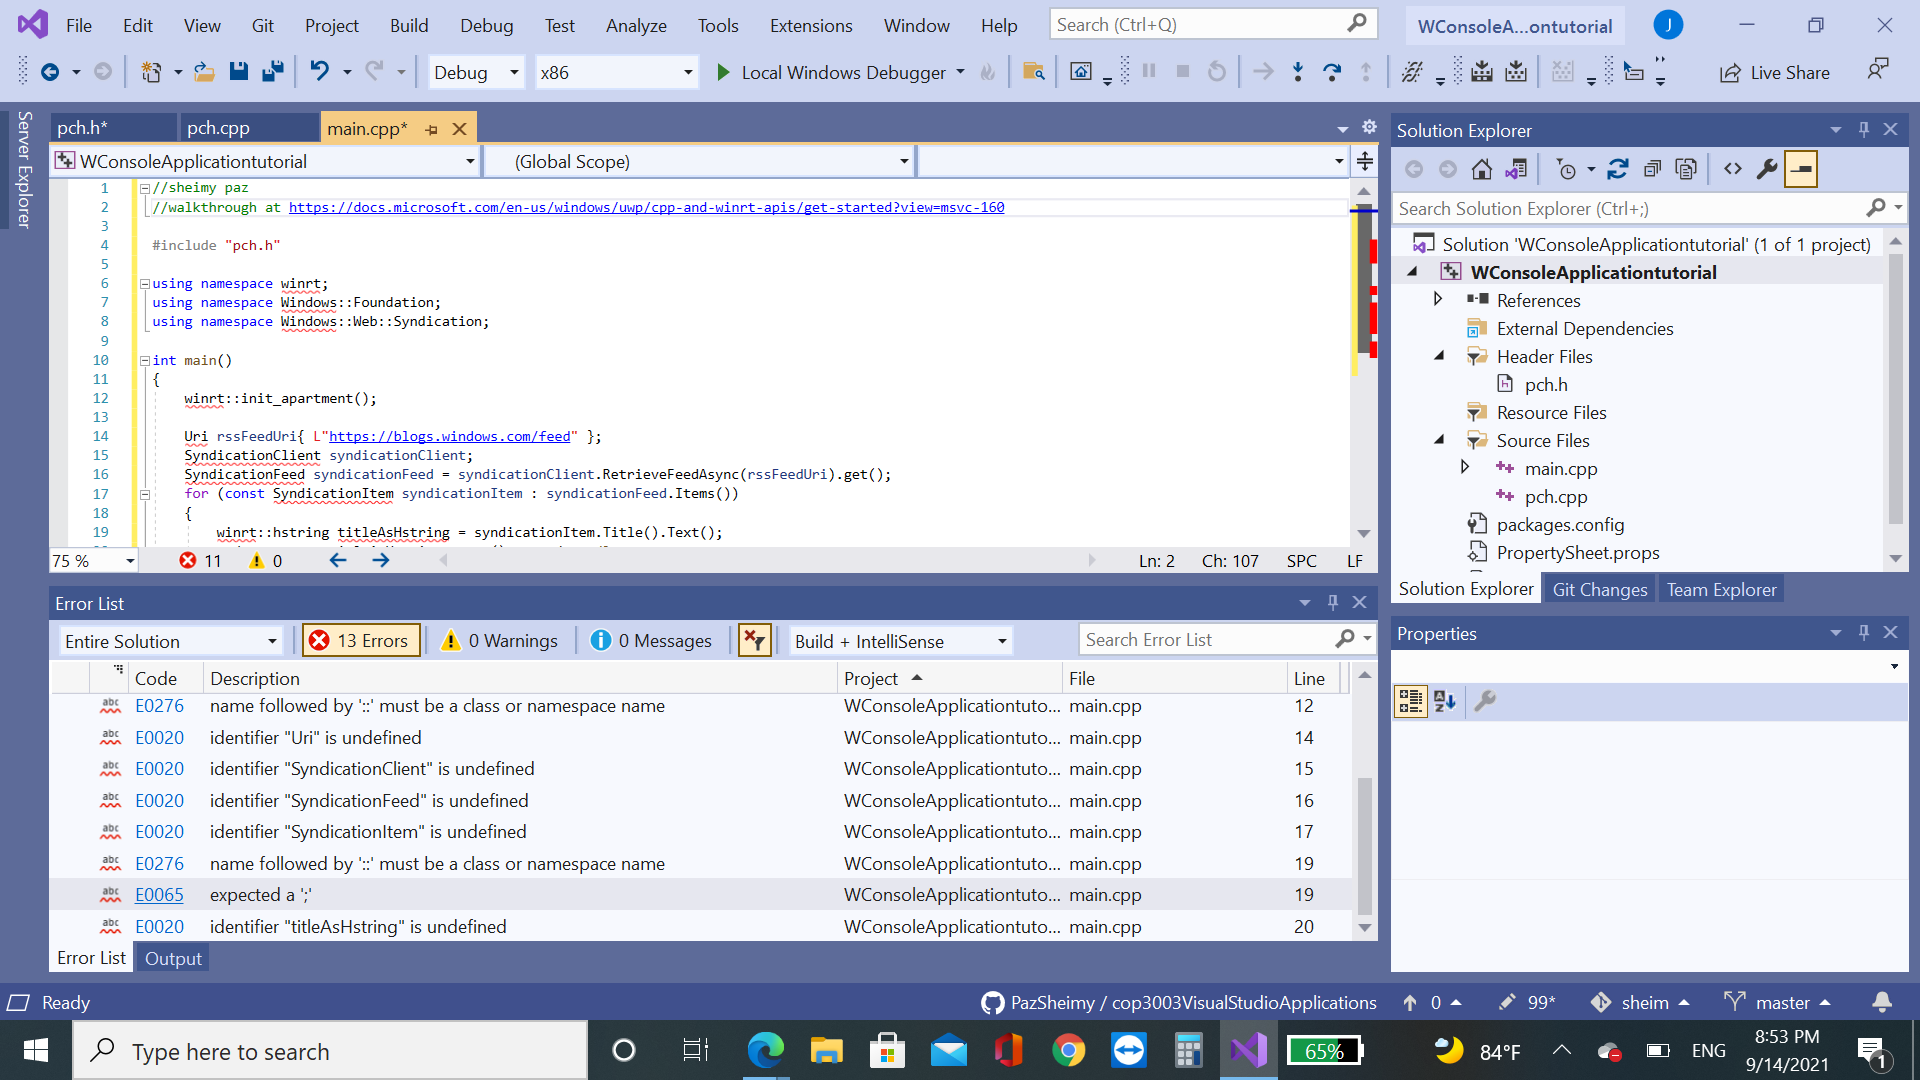 File Edit View Git Project Build Debug Test Analyze Tools Extensions Window Help Search (Ctrl+Q) WConsoleA...ontutorial J
Debug x86 Local Windows Debugger Live Share
Server Explorer
pch.h* pch.cpp main.cpp*
WConsoleApplicationtutorial (Global Scope)
1 //sheimy paz
2 //walkthrough at https://docs.microsoft.com/en-us/windows/uwp/cpp-and-winrt-apis/get-started?view=msvc-160
3
4 #include "pch.h"
5
6 using namespace winrt;
7 using namespace Windows::Foundation;
8 using namespace Windows::Web::Syndication;
9
10 int main()
11 {
12 winrt::init_apartment();
13
14 Uri rssFeedUri{ L"https://blogs.windows.com/feed" };
15 SyndicationClient syndicationClient;
16 SyndicationFeed syndicationFeed = syndicationClient.RetrieveFeedAsync(rssFeedUri).get();
17 for (const SyndicationItem syndicationItem : syndicationFeed.Items())
18 {
19 winrt::hstring titleAsHstring = syndicationItem.Title().Text();
75 % 11 0 Ln: 2 Ch: 107 SPC LF
Error List
Entire Solution 13 Errors 0 Warnings 0 Messages Build + IntelliSense Search Error List
Code Description Project File Line
abc E0276 name followed by '::' must be a class or namespace name WConsoleApplicationtuto... main.cpp 12
abc E0020 identifier "Uri" is undefined WConsoleApplicationtuto... main.cpp 14
abc E0020 identifier "SyndicationClient" is undefined WConsoleApplicationtuto... main.cpp 15
abc E0020 identifier "SyndicationFeed" is undefined WConsoleApplicationtuto... main.cpp 16
abc E0020 identifier "SyndicationItem" is undefined WConsoleApplicationtuto... main.cpp 17
abc E0276 name followed by '::' must be a class or namespace name WConsoleApplicationtuto... main.cpp 19
abc E0065 expected a ';' WConsoleApplicationtuto... main.cpp 19
abc E0020 identifier "titleAsHstring" is undefined WConsoleApplicationtuto... main.cpp 20
Error List Output
Solution Explorer
Search Solution Explorer (Ctrl+;)
Solution 'WConsoleApplicationtutorial' (1 of 1 project)
WConsoleApplicationtutorial
References
External Dependencies
Header Files
pch.h
Resource Files
Source Files
main.cpp
pch.cpp
packages.config
PropertySheet.props
Solution Explorer Git Changes Team Explorer
Properties
Ready PazSheimy / cop3003VisualStudioApplications 0 99* sheim master
Type here to search 65% 84°F ENG 8:53 PM
9/14/2021 1